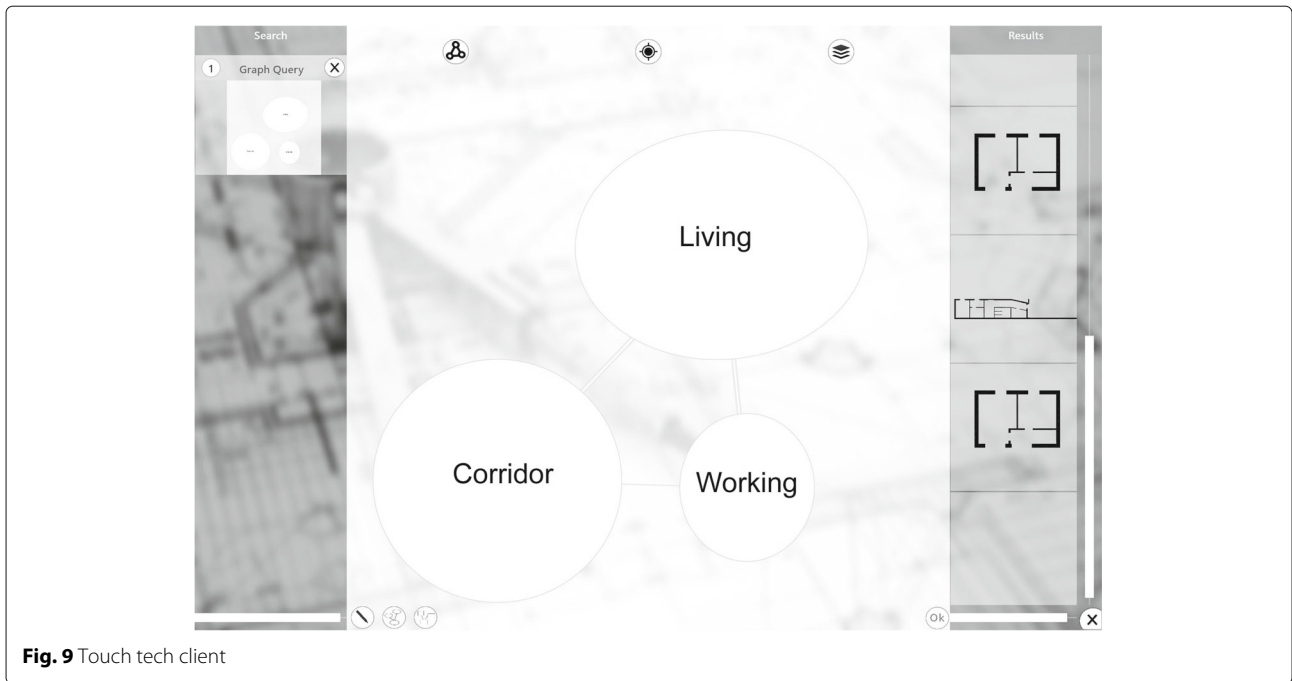 Search
Results
1 Graph Query X
Living
Corridor
Working
Ok
X
Fig. 9 Touch tech client